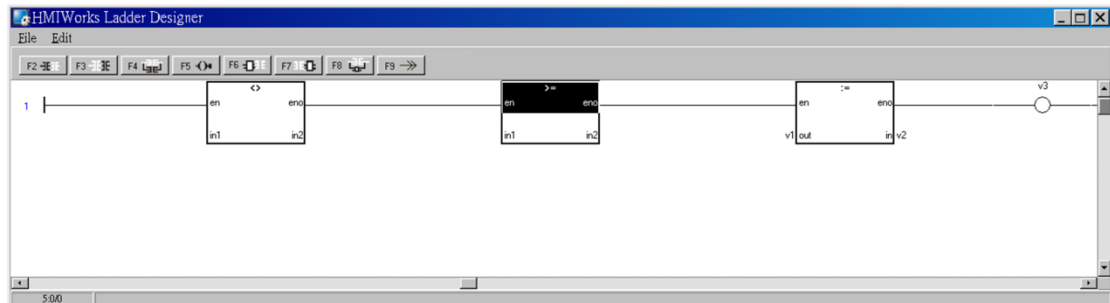 HMIWorks Ladder Designer
File Edit
F2 F3 F4 F5 F6 F7 F8 F9
<> >= := v3
1 en eno en eno en eno
in1 in2 in1 in2 v1 out in v2
5:0/0